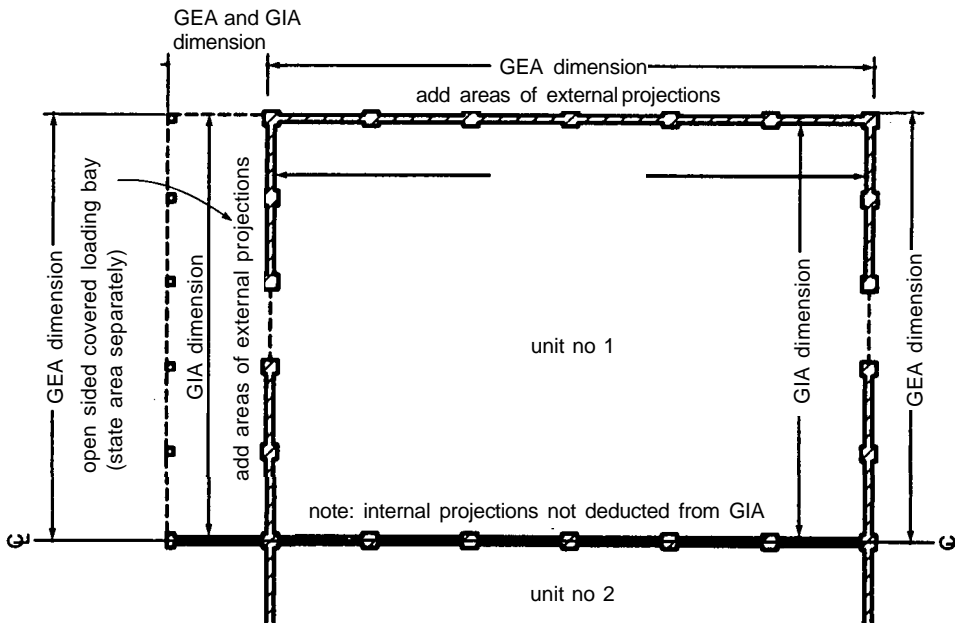 GEA and GIA
dimension
GEA dimension
add areas of external projections
GEA dimension
open sided covered loading bay
(state area separately)
GIA dimension
add areas of external projections
unit no 1
GIA dimension
GEA dimension
note: internal projections not deducted from GIA
℄
℄
unit no 2